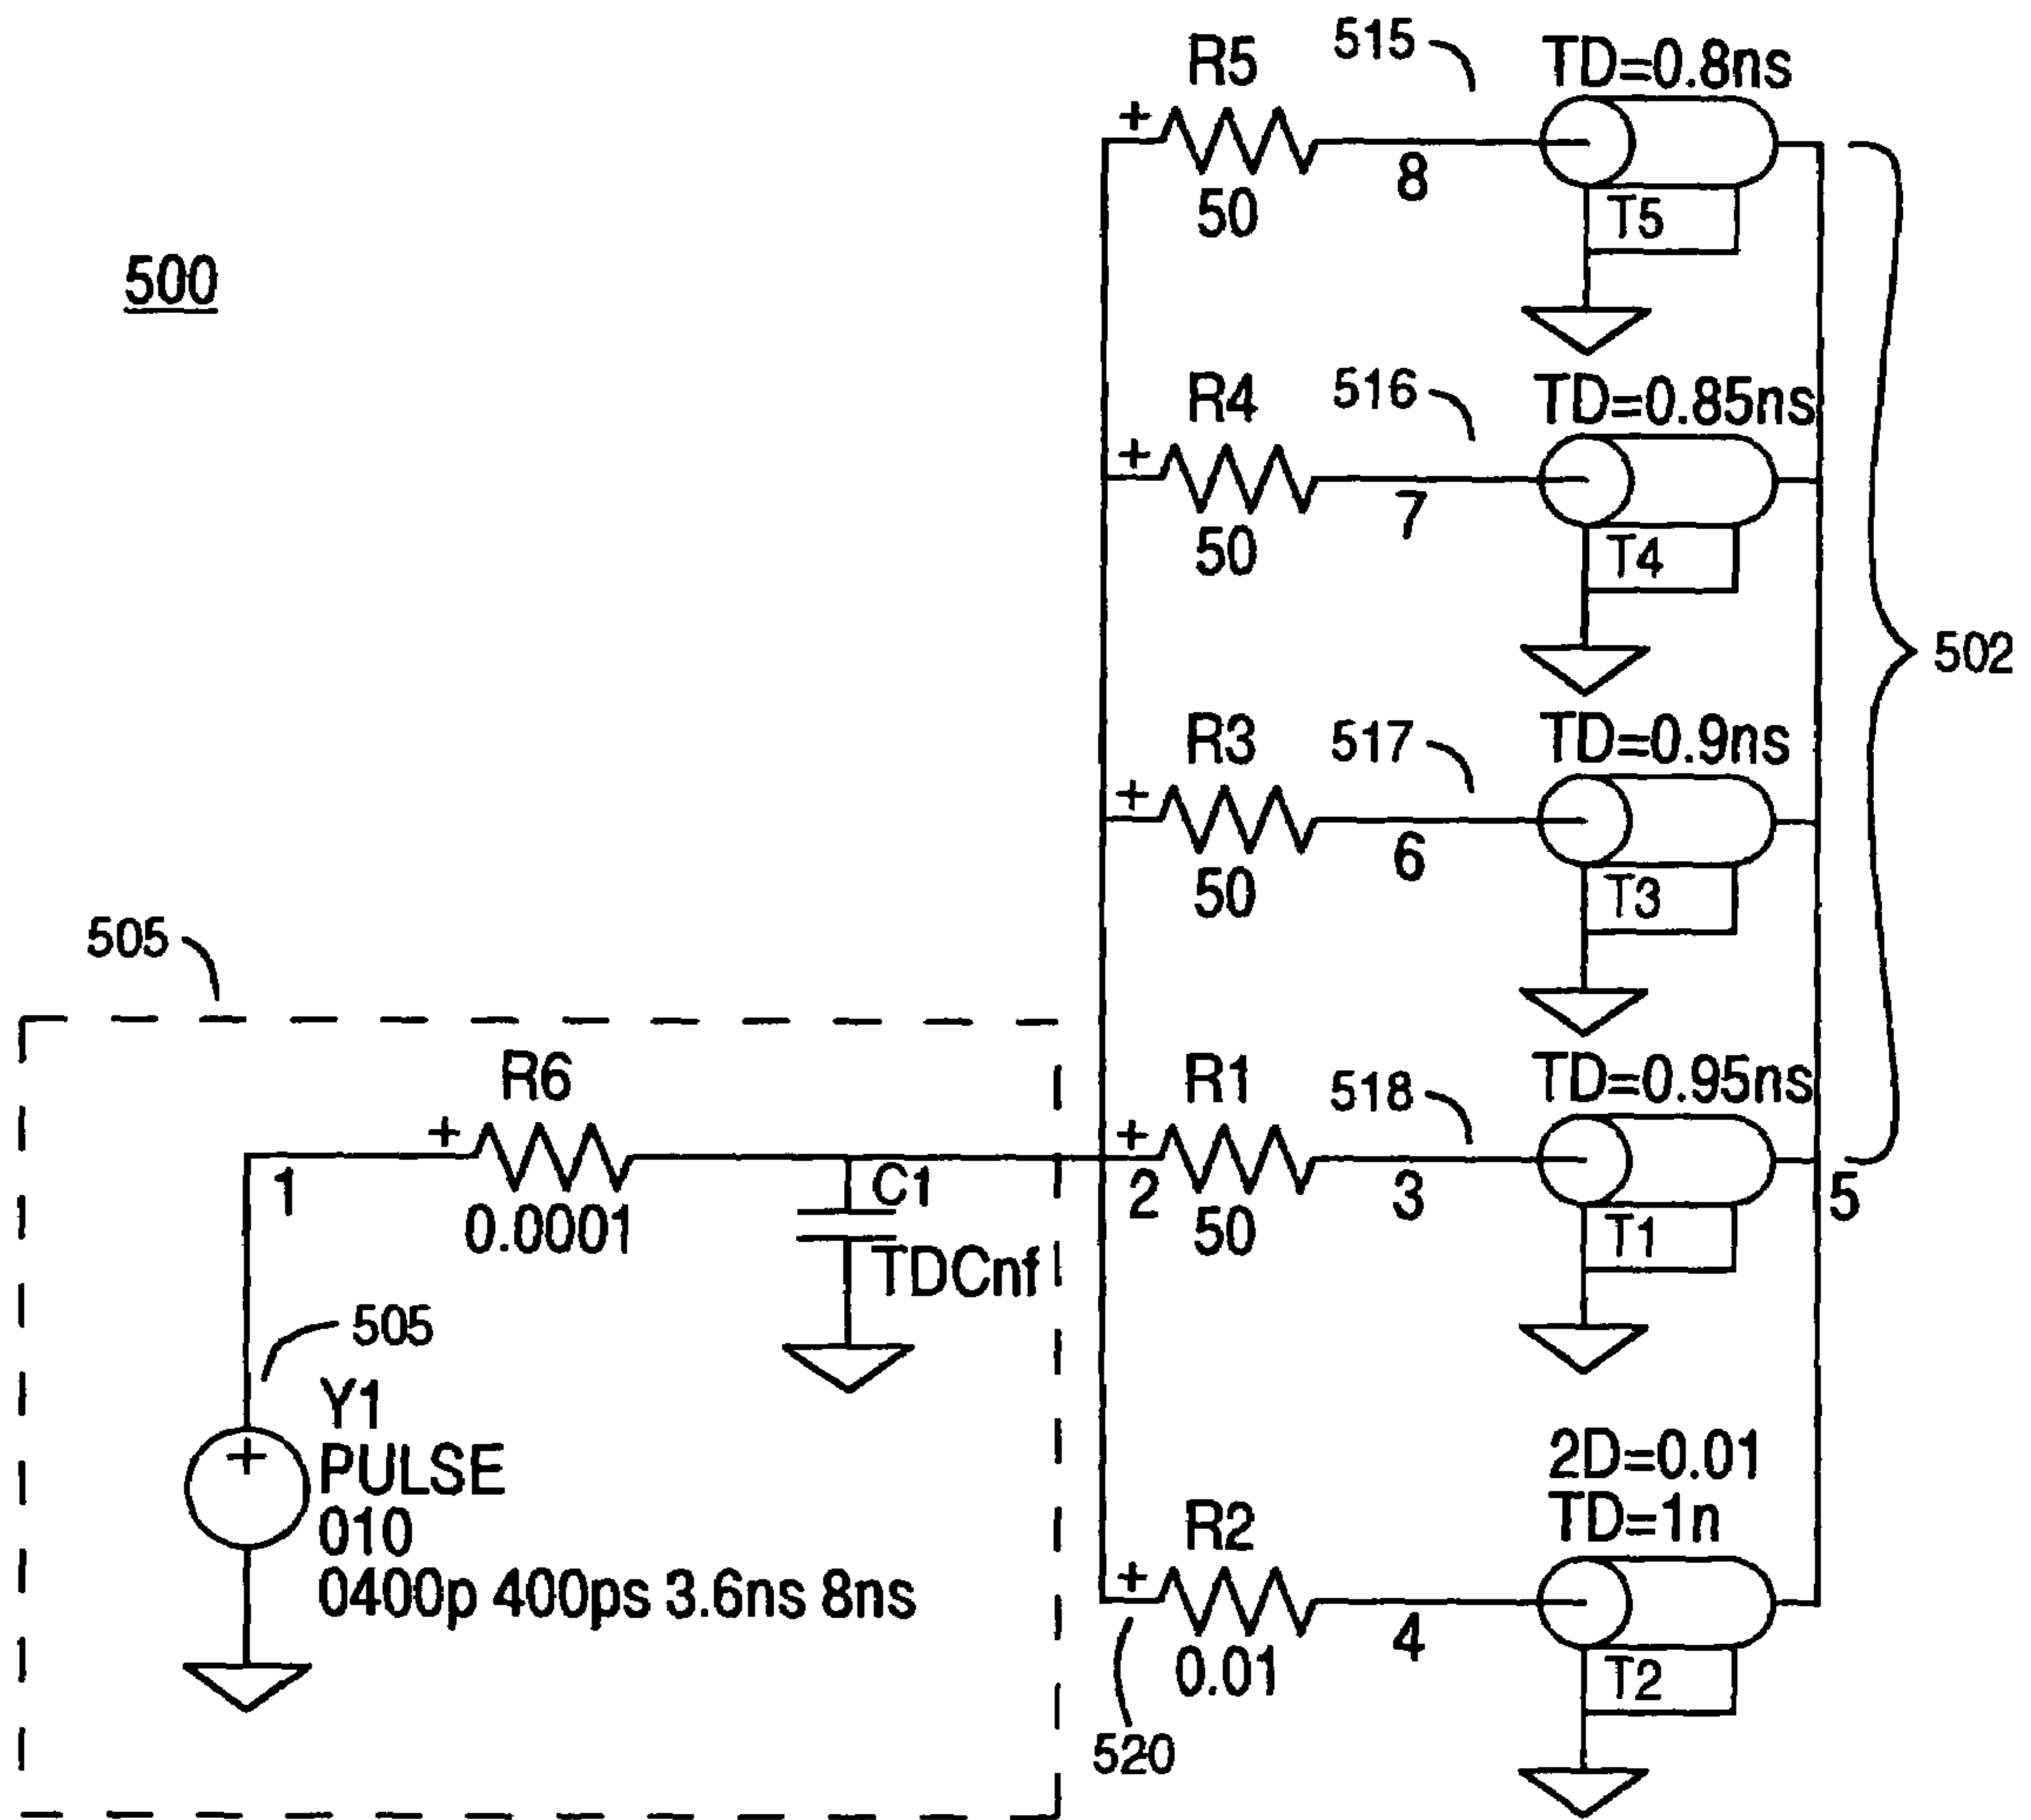 500
R5
515
TD=0.8ns
+
8
50
T5
R4
516
TD=0.85ns
+
7
50
T4
502
R3
517
TD=0.9ns
+
6
50
T3
505
R6
+
1
0.0001
C1
TDCnf
R1
518
TD=0.95ns
+
2
3
50
T1
5
505
Y1
+
PULSE
010
0400p 400ps 3.6ns 8ns
2D=0.01
TD=1n
R2
+
4
0.01
T2
520